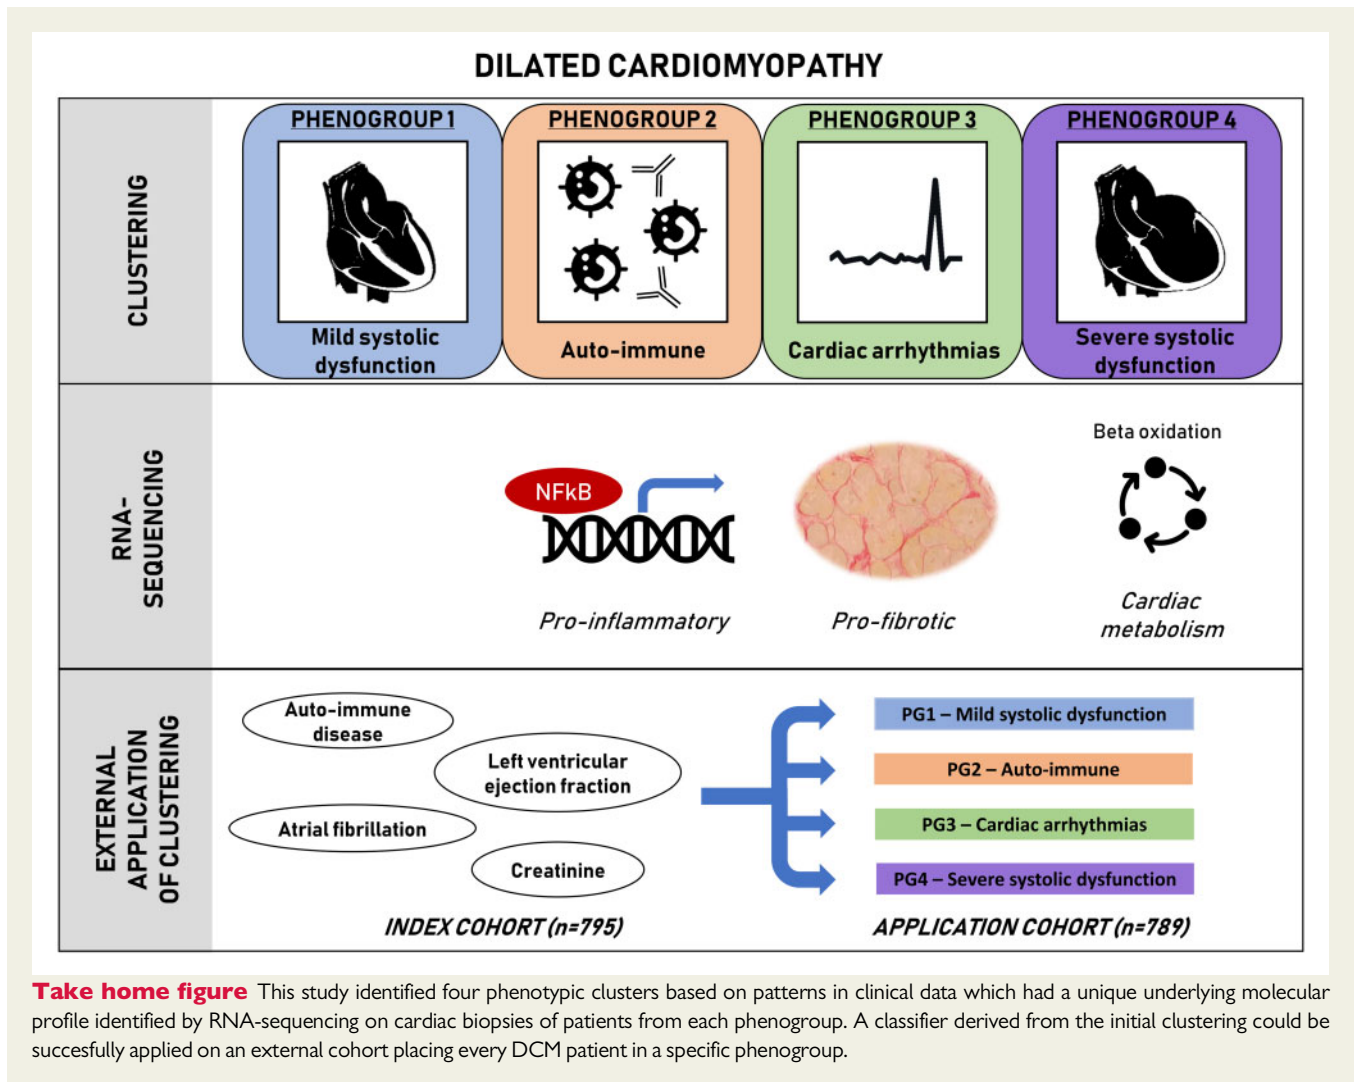 DILATED CARDIOMYOPATHY
CLUSTERING
PHENOGROUP 1
Mild systolic
dysfunction
PHENOGROUP 2
Auto-immune
PHENOGROUP 3
Cardiac arrhythmias
PHENOGROUP 4
Severe systolic
dysfunction
RNA-
SEQUENCING
NFkB
Pro-inflammatory
Pro-fibrotic
Beta oxidation
Cardiac
metabolism
EXTERNAL
APPLICATION
OF CLUSTERING
Auto-immune
disease
Left ventricular
ejection fraction
Atrial fibrillation
Creatinine
INDEX COHORT (n=795)
PG1 – Mild systolic dysfunction
PG2 – Auto-immune
PG3 – Cardiac arrhythmias
PG4 – Severe systolic dysfunction
APPLICATION COHORT (n=789)
Take home figure This study identified four phenotypic clusters based on patterns in clinical data which had a unique underlying molecular
profile identified by RNA-sequencing on cardiac biopsies of patients from each phenogroup. A classifier derived from the initial clustering could be
succesfully applied on an external cohort placing every DCM patient in a specific phenogroup.